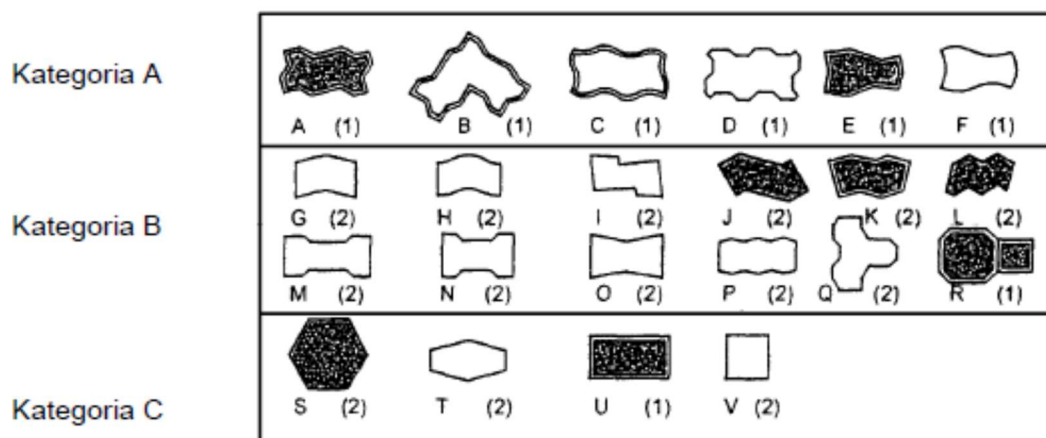 Kategoria A
A (1) B (1) C (1) D (1) E (1) F (1)
Kategoria B
G (2) H (2) I (2) J (2) K (2) L (2)
M (2) N (2) O (2) P (2) Q (2) R (1)
Kategoria C
S (2) T (2) U (1) V (2)